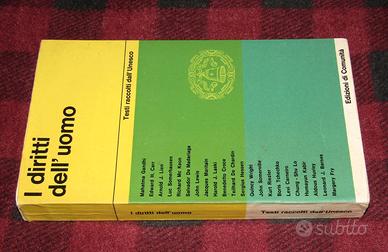 I diritti
dell'uomo
Testi raccolti dall'Unesco
Mahatma Gandhi
Edward H. Carr
Arnold J. Lien
Luc Somerhausen
Richard Mc Keon
Salvador De Madariaga
John Lewis
Jacques Maritain
Harold J. Laski
Benedetto Croce
Teilhard De Chardin
Sergius Hessen
Quincy Wright
John Somerville
Kurt Riezler
Boris Tchechko
Levi Carneiro
Chung-Shu Lo
Humayun Kabir
Aldous Huxley
Leonard J. Barnes
Margery Fry
Edizioni di Comunità
I diritti dell'uomo
Testi raccolti dall'Unesco
subito